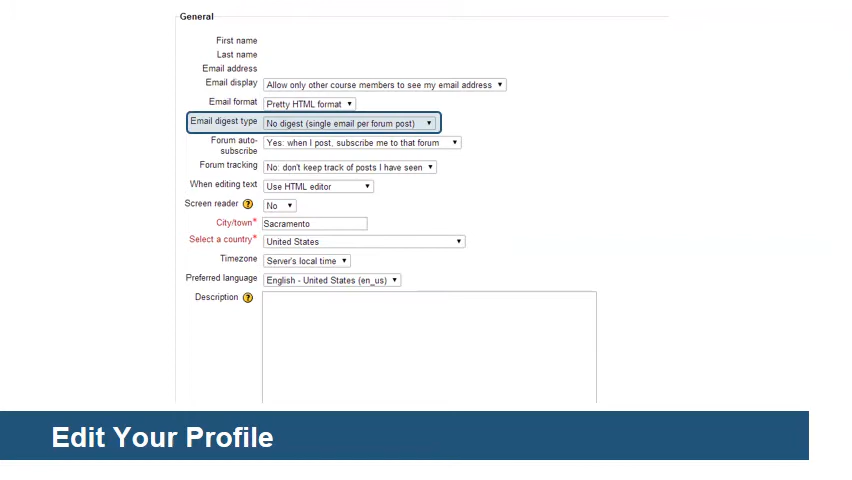 General
First name
Last name
Email address
Email display Allow only other course members to see my email address
Email format Pretty HTML format
Email digest type No digest (single email per forum post)
Forum auto-
subscribe Yes: when I post, subscribe me to that forum
Forum tracking No: don't keep track of posts I have seen
When editing text Use HTML editor
Screen reader ? No
City/town* Sacramento
Select a country* United States
Timezone Server's local time
Preferred language English - United States (en_us)
Description ?
Edit Your Profile